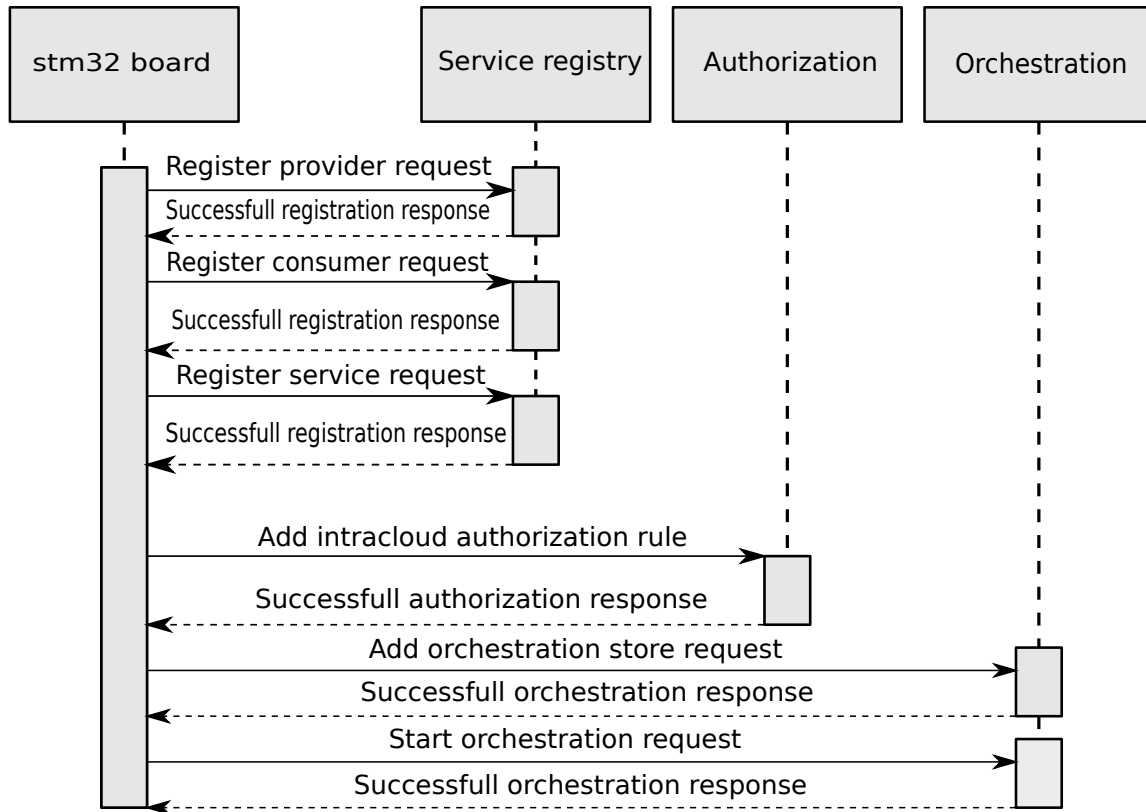 stm32 board
Service registry
Authorization
Orchestration
Register provider request
Successfull registration response
Register consumer request
Successfull registration response
Register service request
Successfull registration response
Add intracloud authorization rule
Successfull authorization response
Add orchestration store request
Successfull orchestration response
Start orchestration request
Successfull orchestration response